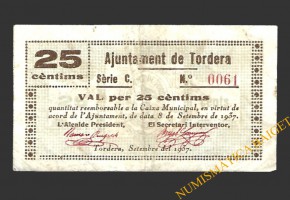 25
cèntims
Ajuntament de Tordera
Sèrie C. N.º 0061
VAL per 25 cèntims
quantitat reemborsable a la Caixa Municipal, en virtut de
acord de l'Ajuntament, de data 8 de Setembre de 1937.
L'Alcalde President, El Secretari Interventor,
Tordera, Setembre del 1937.